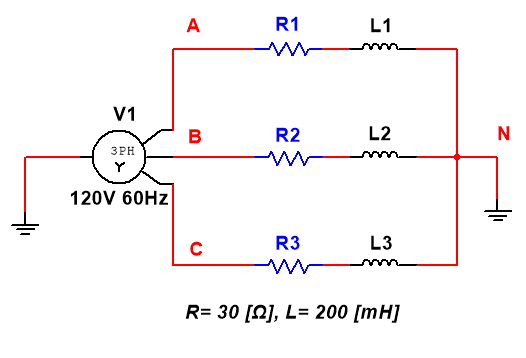 A
R1
L1
V1
3PH
Y
B
R2
L2
N
120V 60Hz
C
R3
L3
R= 30 [Ω], L= 200 [mH]